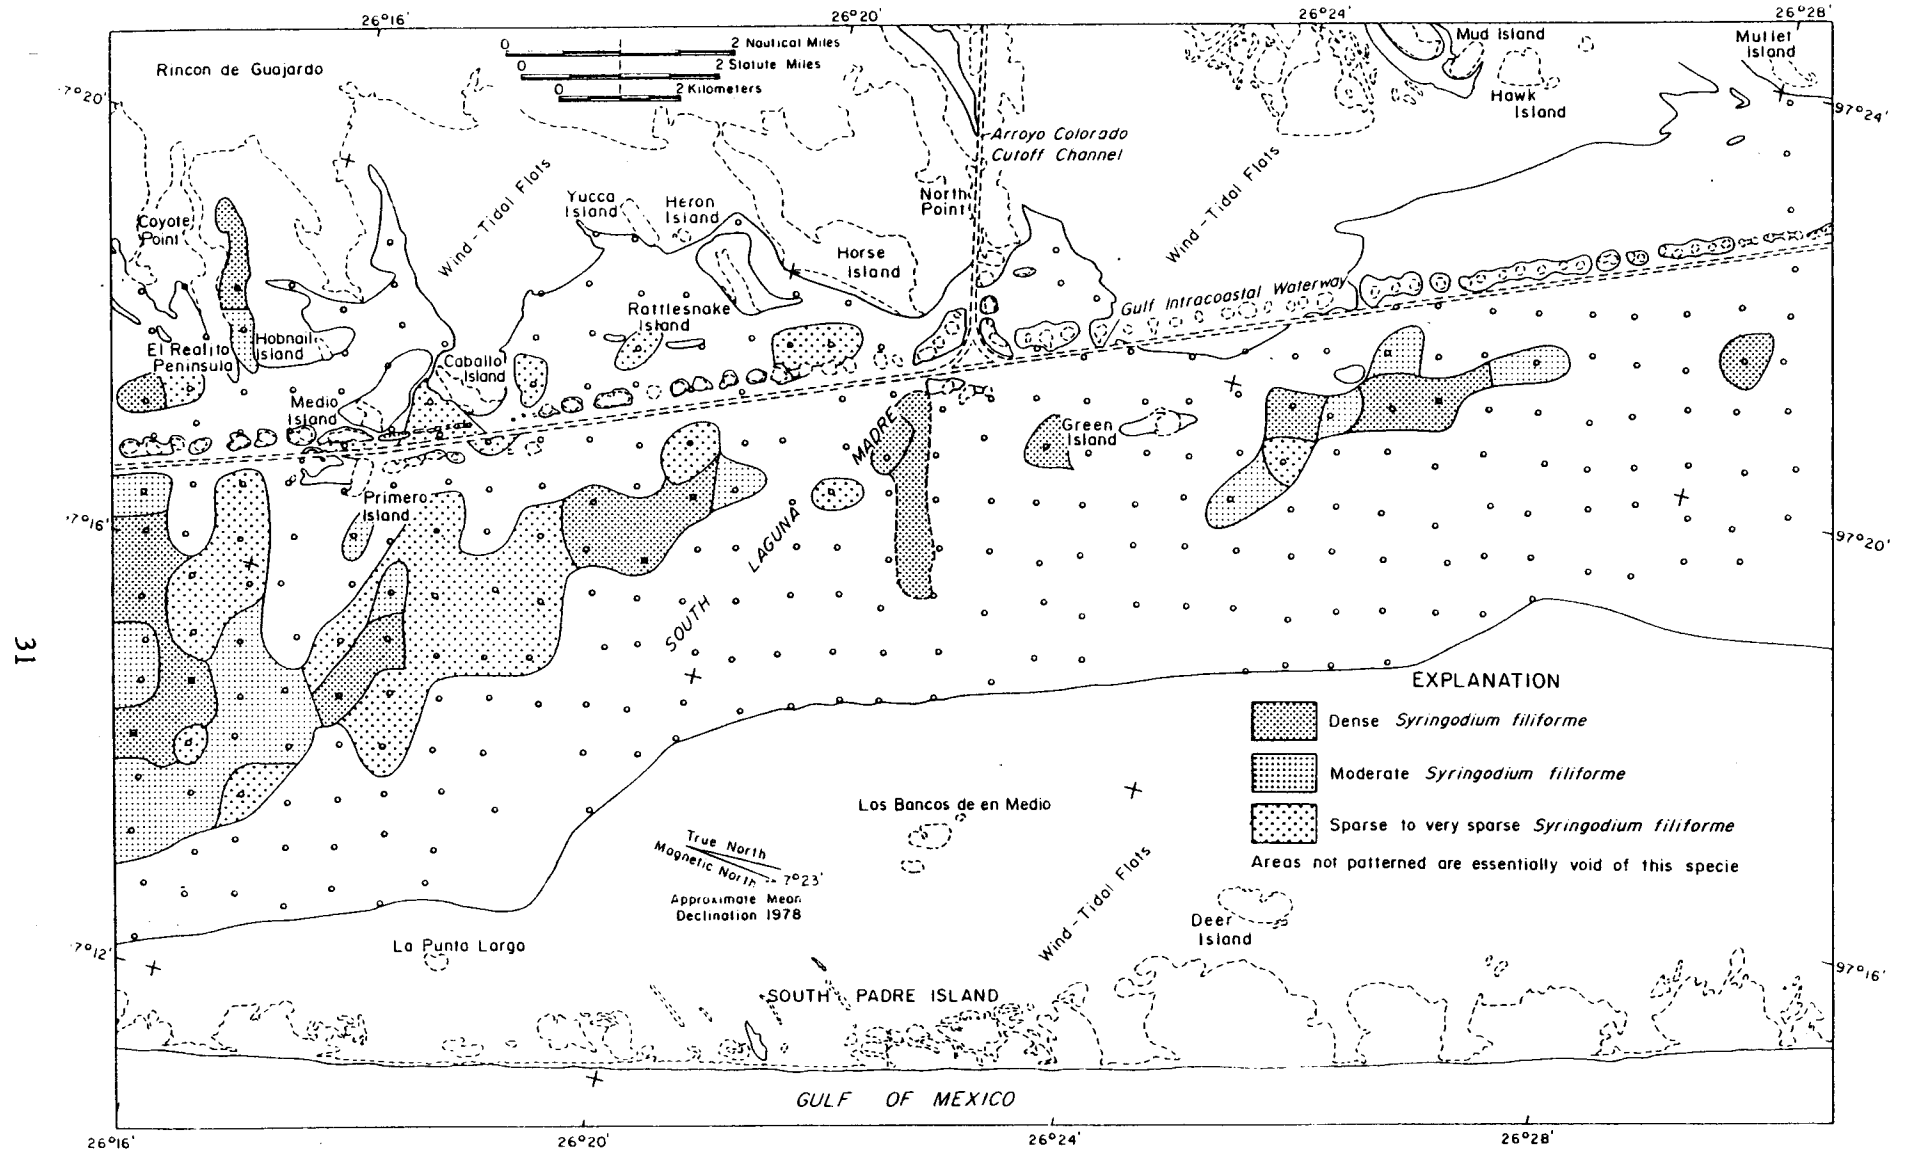 26°16'
26°20'
26°24'
26°28'
0 2 Nautical Miles
0 2 Statute Miles
0 2 Kilometers
Rincon de Guajardo
Mud Island
Mullet
Island
Hawk
Island
7°20'
97°24'
Arroyo Colorado
Cutoff Channel
Wind-Tidal Flats
Wind-Tidal Flats
Yucca
Island
Heron
Island
North
Point
Coyote
Point
Horse
Island
Gulf Intracoastal Waterway
Rattlesnake
Island
Hobnail
Island
El Realito
Peninsula
Caballo
Island
Medio
Island
Green
Island
Primero
Island
SOUTH LAGUNA MADRE
7°16'
97°20'
31
EXPLANATION
Dense Syringodium filiforme
Moderate Syringodium filiforme
Sparse to very sparse Syringodium filiforme
Areas not patterned are essentially void of this specie
Los Bancos de en Medio
True North
Magnetic North
7°23'
Approximate Mean
Declination 1978
Wind-Tidal Flats
Deer
Island
La Punta Largo
7°12'
97°16'
SOUTH PADRE ISLAND
GULF OF MEXICO
26°16'
26°20'
26°24'
26°28'